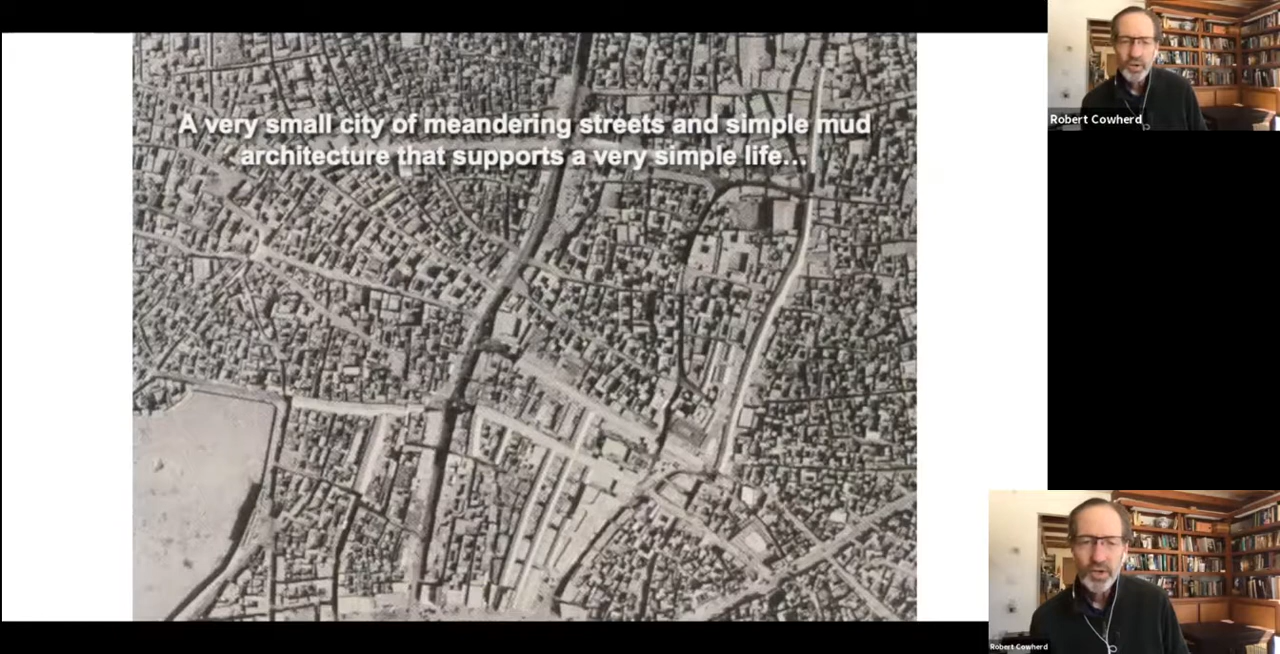 A very small city of meandering streets and simple mud
architecture that supports a very simple life...
Robert Cowherd
Robert Cowherd